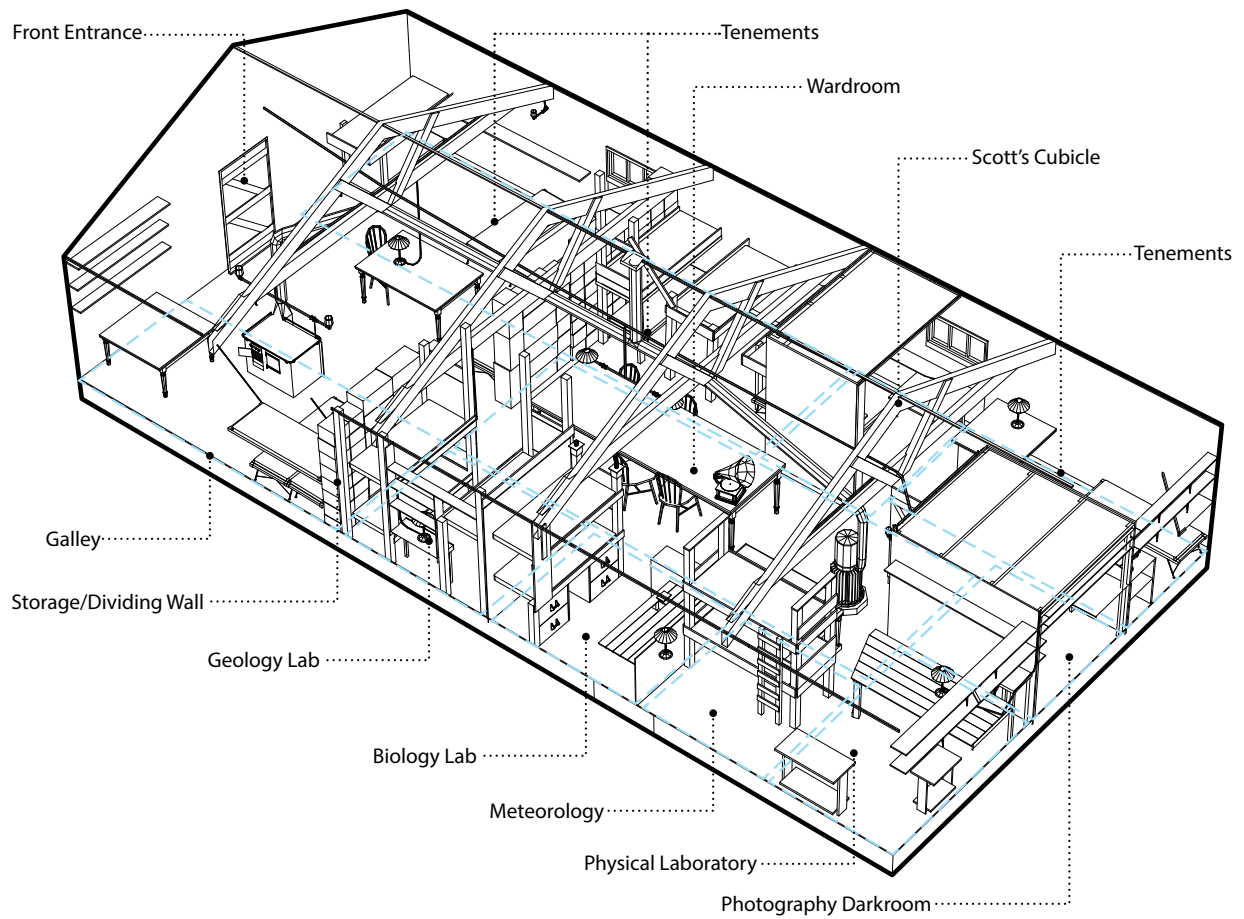 Front Entrance
Tenements
Wardroom
Scott’s Cubicle
Tenements
Galley
Storage/Dividing Wall
Geology Lab
Biology Lab
Meteorology
Physical Laboratory
Photography Darkroom